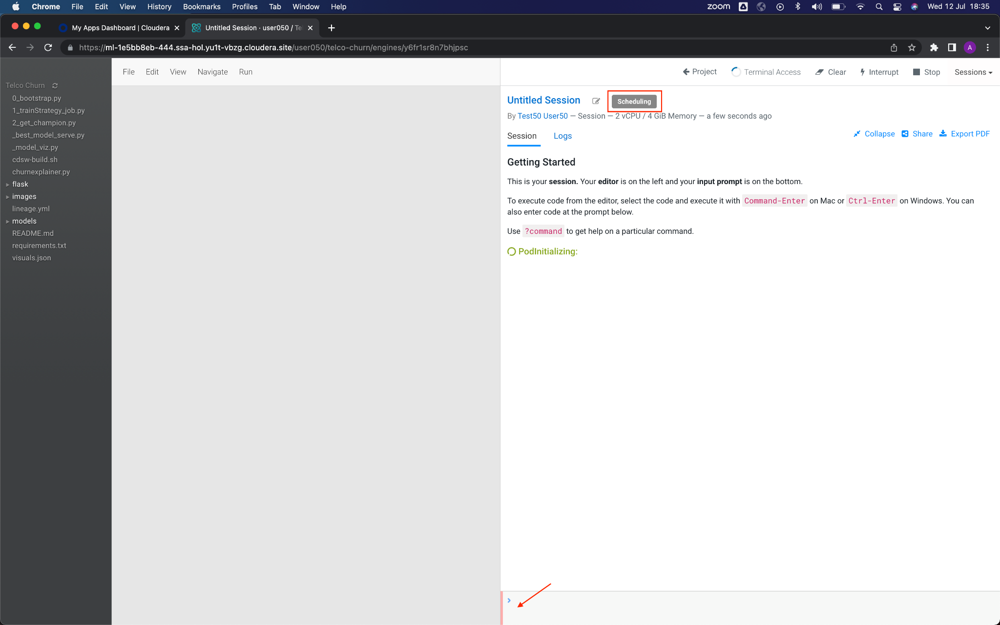 Chrome File Edit View History Bookmarks Profiles Tab Window Help zoom Wed 12 Jul 18:35
My Apps Dashboard | Cloudera Untitled Session · user050 / Te
https://ml-1e5bb8eb-444.ssa-hol.yu1t-vbzg.cloudera.site/user050/telco-churn/engines/y6fr1sr8n7bhjpsc A
File Edit View Navigate Run Project Terminal Access Clear Interrupt Stop Sessions
Telco Churn
0_bootstrap.py
1_trainStrategy_job.py
2_get_champion.py
_best_model_serve.py
_model_viz.py
cdsw-build.sh
churnexplainer.py
flask
images
lineage.yml
models
README.md
requirements.txt
visuals.json
Untitled Session Scheduling
By Test50 User50 — Session — 2 vCPU / 4 GiB Memory — a few seconds ago
Session Logs Collapse Share Export PDF
Getting Started
This is your session. Your editor is on the left and your input prompt is on the bottom.
To execute code from the editor, select the code and execute it with Command-Enter on Mac or Ctrl-Enter on Windows. You can
also enter code at the prompt below.
Use ?command to get help on a particular command.
PodInitializing: